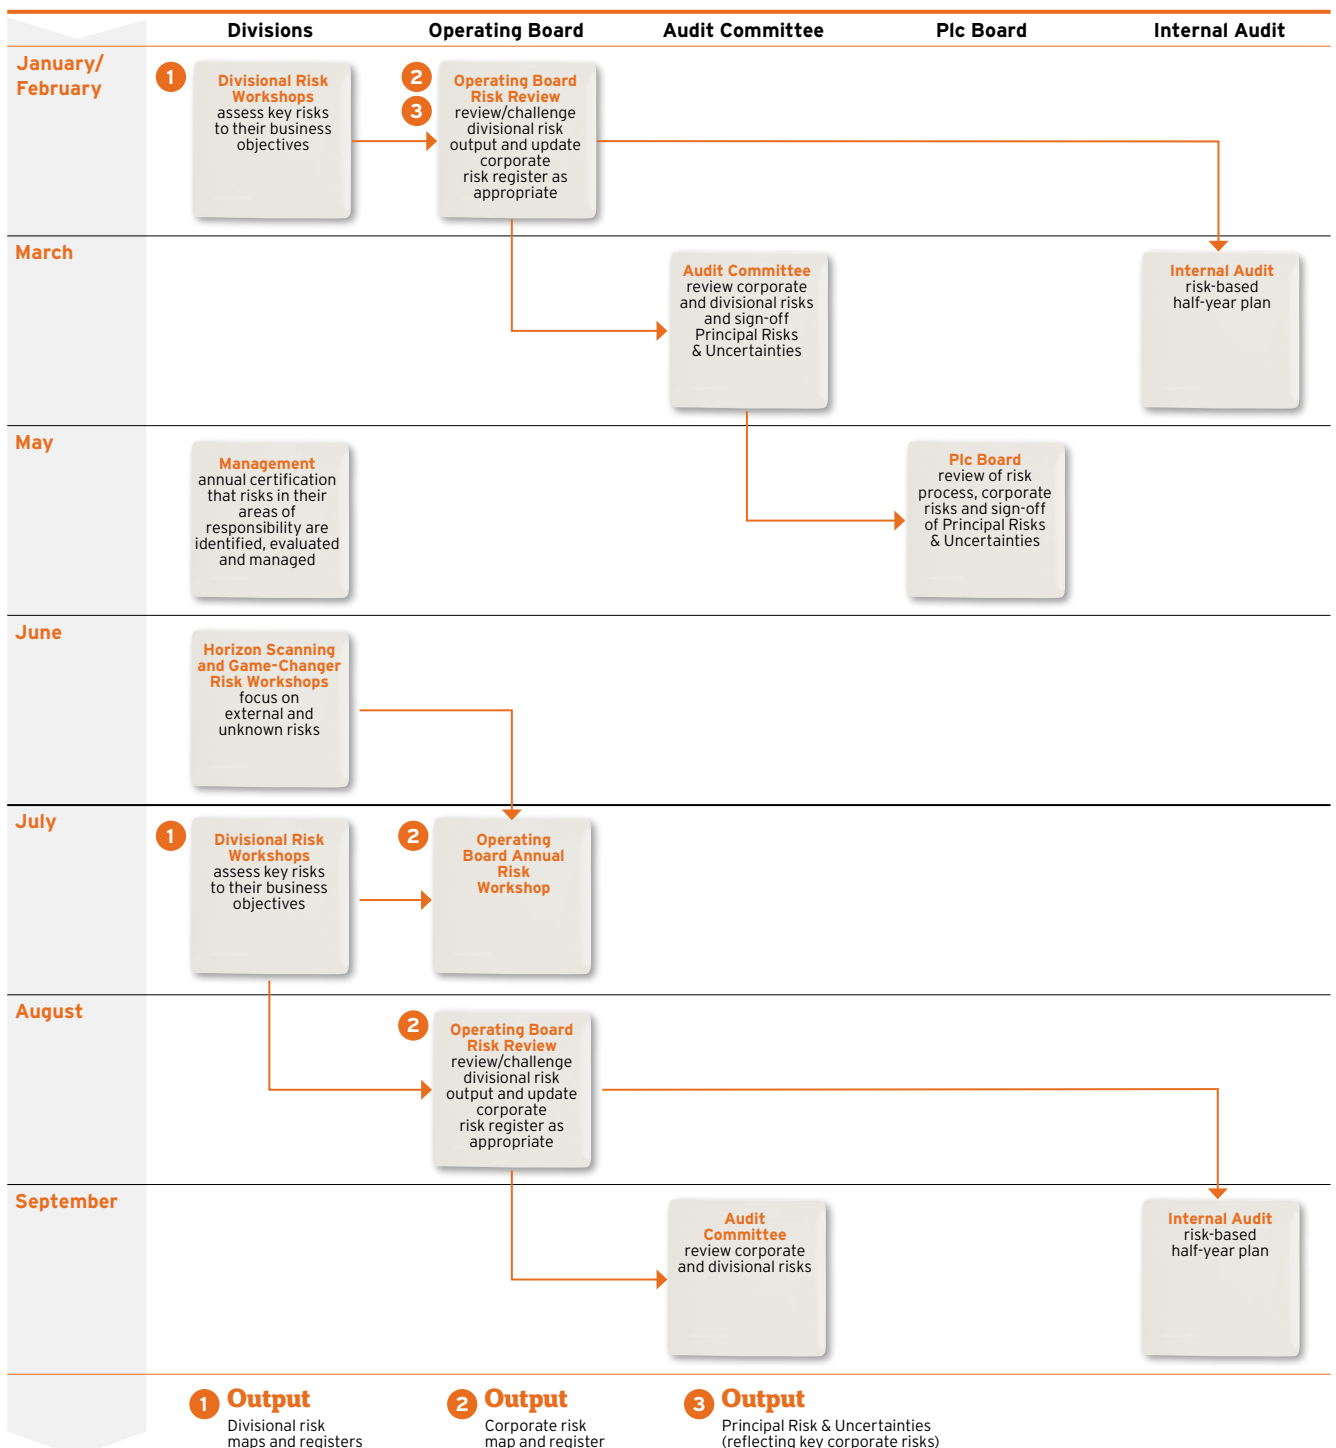 Divisions
Operating Board
Audit Committee
Plc Board
Internal Audit
January/
February
1
Divisional Risk
Workshops
assess key risks
to their business
objectives
2
3
Operating Board
Risk Review
review/challenge
divisional risk
output and update
corporate
risk register as
appropriate
March
Audit Committee
review corporate
and divisional risks
and sign-off
Principal Risks
& Uncertainties
Internal Audit
risk-based
half-year plan
May
Management
annual certification
that risks in their
areas of
responsibility are
identified, evaluated
and managed
Plc Board
review of risk
process, corporate
risks and sign-off
of Principal Risks
& Uncertainties
June
Horizon Scanning
and Game-Changer
Risk Workshops
focus on
external and
unknown risks
July
1
Divisional Risk
Workshops
assess key risks
to their business
objectives
2
Operating
Board Annual
Risk
Workshop
August
2
Operating Board
Risk Review
review/challenge
divisional risk
output and update
corporate
risk register as
appropriate
September
Audit
Committee
review corporate
and divisional risks
Internal Audit
risk-based
half-year plan
1 Output
Divisional risk
maps and registers
2 Output
Corporate risk
map and register
3 Output
Principal Risk & Uncertainties
(reflecting key corporate risks)